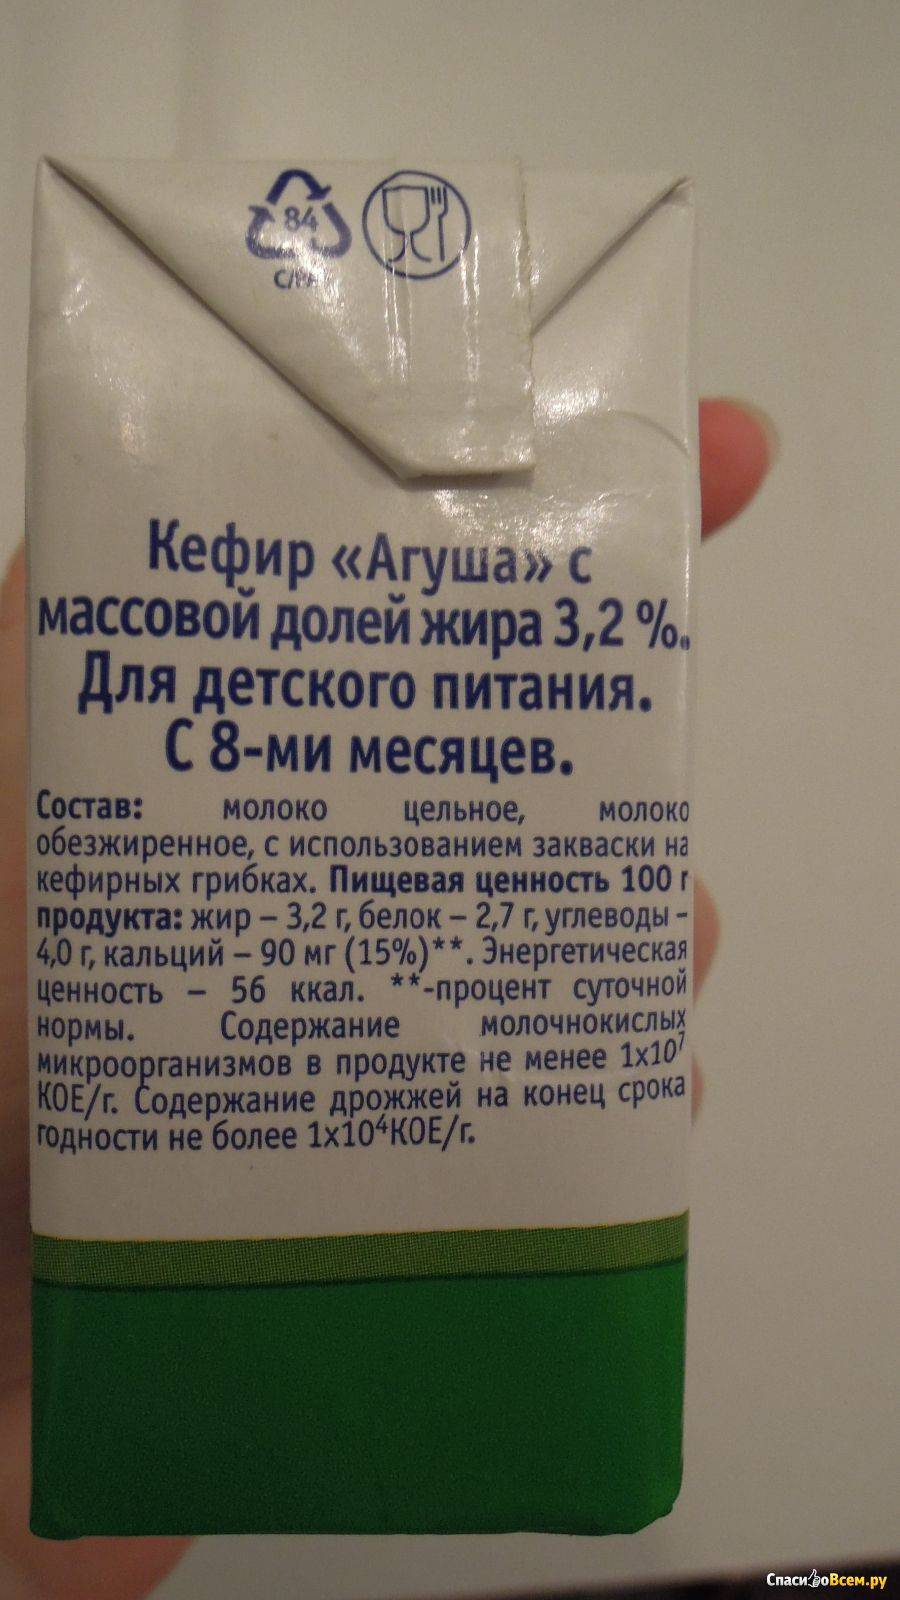 84
C/PAP
Кефир «Агуша» с
массовой долей жира 3,2 %.
Для детского питания.
С 8-ми месяцев.
Состав: молоко цельное, молоко
обезжиренное, с использованием закваски на
кефирных грибках. Пищевая ценность 100 г
продукта: жир – 3,2 г, белок – 2,7 г, углеводы –
4,0 г, кальций – 90 мг (15%)**. Энергетическая
ценность – 56 ккал. **-процент суточной
нормы. Содержание молочнокислых
микроорганизмов в продукте не менее 1х10⁷
КОЕ/г. Содержание дрожжей на конец срока
годности не более 1х10⁴КОЕ/г.
СпасибоВсем.ру